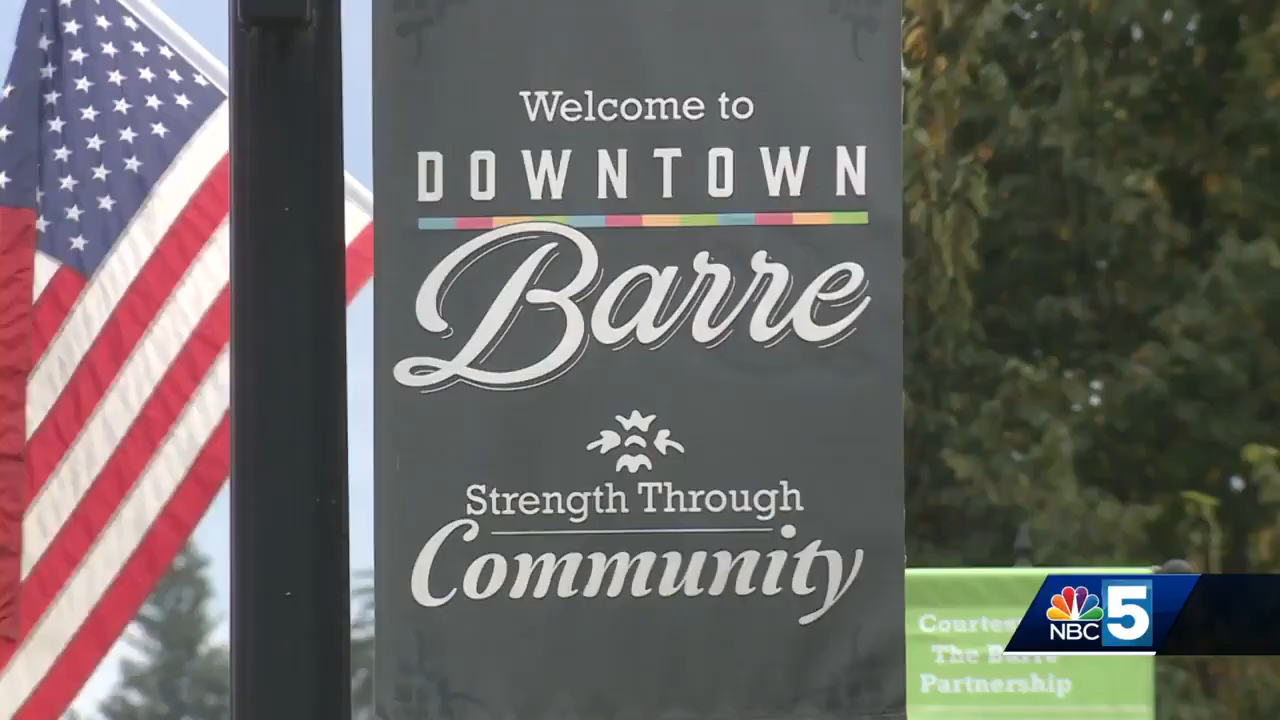 Welcome to
DOWNTOWN
Barre
Strength Through
Community
The Barre
Partnership
NBC 5